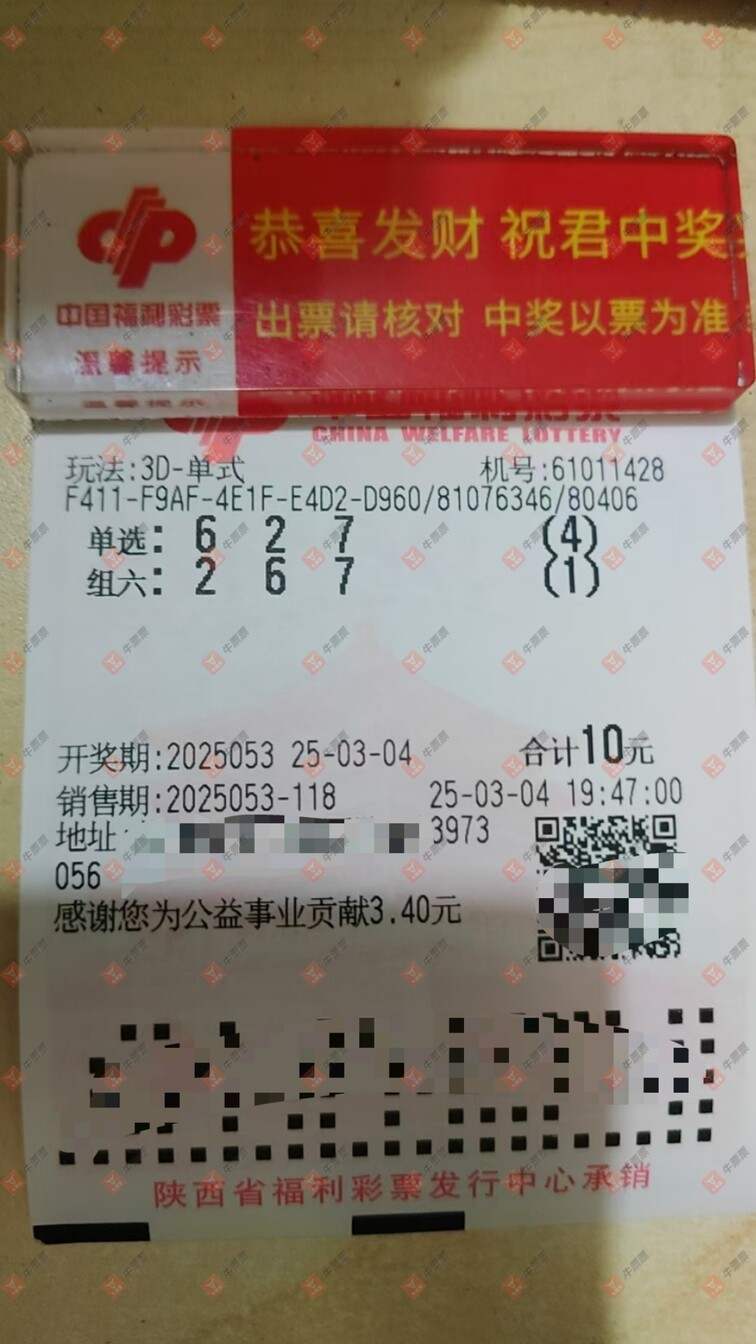 恭喜发财 祝君中奖
中国福利彩票
出票请核对 中奖以票为准
温馨提示
CHINA WELFARE LOTTERY
玩法:3D-单式 机号:61011428
F411-F9AF-4E1F-E4D2-D960/81076346/80406
单选: 6 2 7 (4)
组六: 2 6 7 (1)
开奖期:2025053 25-03-04 合计10元
销售期:2025053-118 25-03-04 19:47:00
地址: 3973
056
感谢您为公益事业贡献3.40元
陕西省福利彩票发行中心承销
牛票票